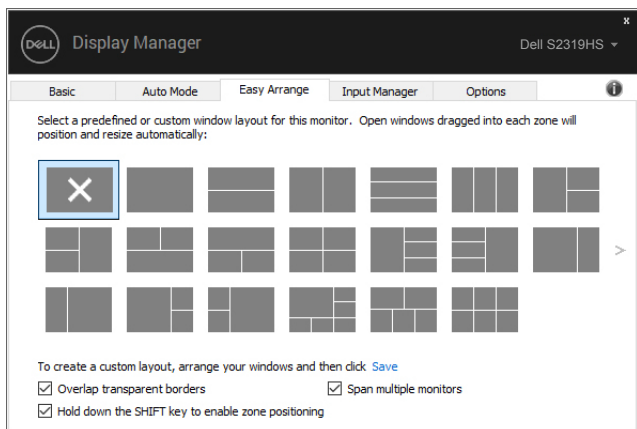 x
DELL Display Manager Dell S2319HS
Basic Auto Mode Easy Arrange Input Manager Options i
Select a predefined or custom window layout for this monitor. Open windows dragged into each zone will
position and resize automatically:
>
To create a custom layout, arrange your windows and then click Save
Overlap transparent borders Span multiple monitors
Hold down the SHIFT key to enable zone positioning